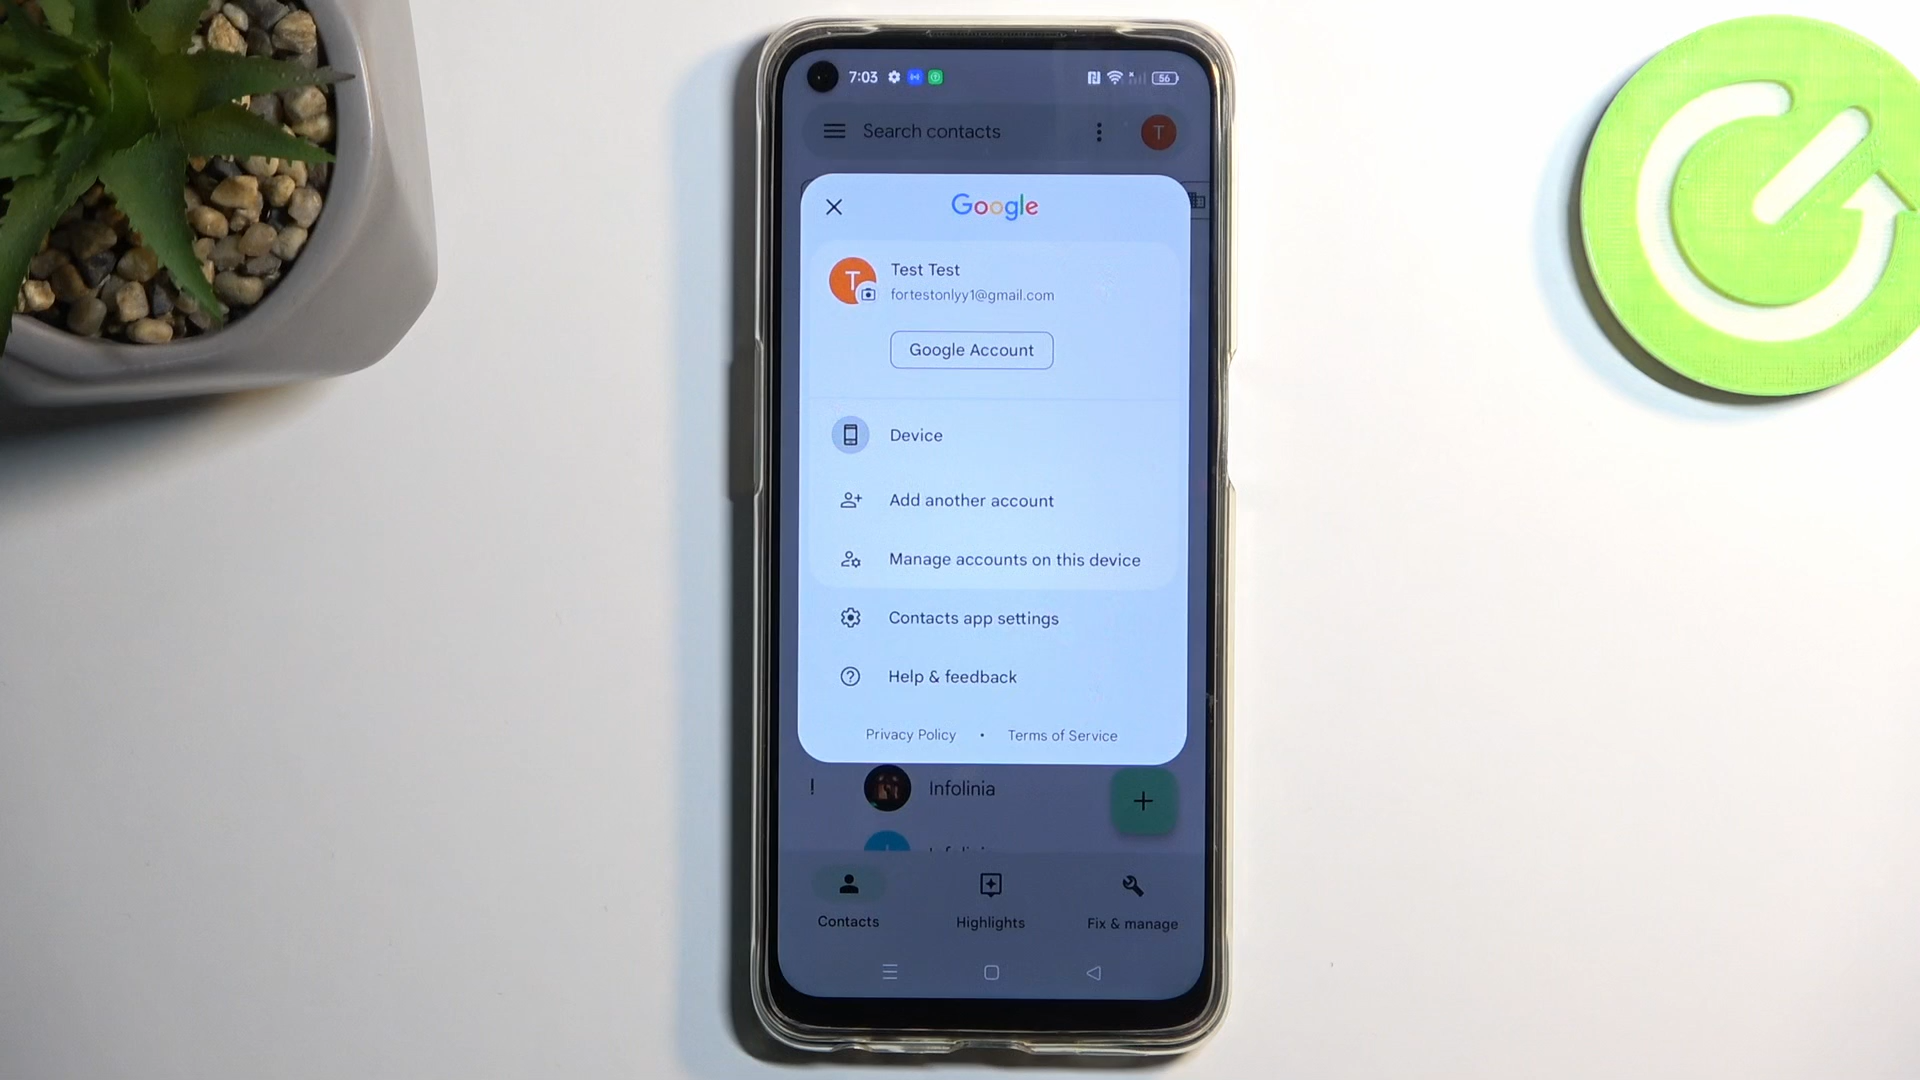 7:03
56
Search contacts
T
Google
T
Test Test
fortestonlyy1@gmail.com
Google Account
Device
Add another account
Manage accounts on this device
Contacts app settings
Help & feedback
Privacy Policy • Terms of Service
! Infolinia
Contacts
Highlights
Fix & manage